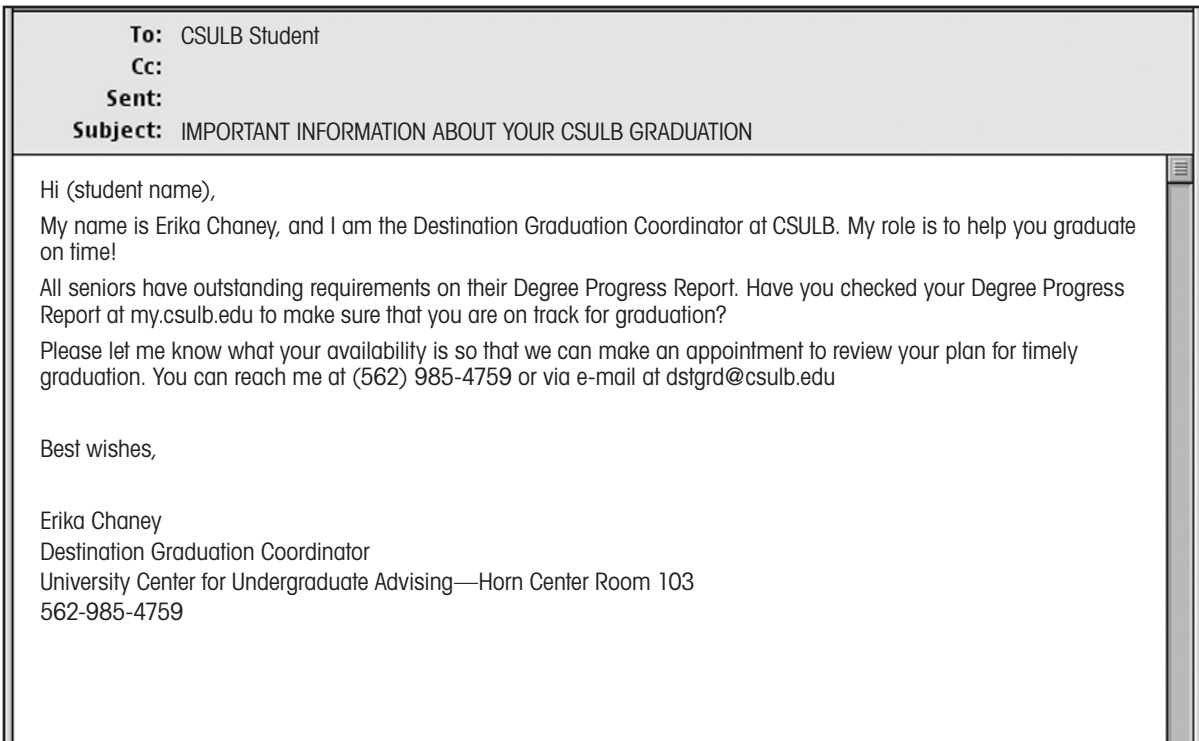 To: CSULB Student
Cc:
Sent:
Subject: IMPORTANT INFORMATION ABOUT YOUR CSULB GRADUATION
Hi (student name),
My name is Erika Chaney, and I am the Destination Graduation Coordinator at CSULB. My role is to help you graduate
on time!
All seniors have outstanding requirements on their Degree Progress Report. Have you checked your Degree Progress
Report at my.csulb.edu to make sure that you are on track for graduation?
Please let me know what your availability is so that we can make an appointment to review your plan for timely
graduation. You can reach me at (562) 985-4759 or via e-mail at dstgrd@csulb.edu
Best wishes,
Erika Chaney
Destination Graduation Coordinator
University Center for Undergraduate Advising—Horn Center Room 103
562-985-4759